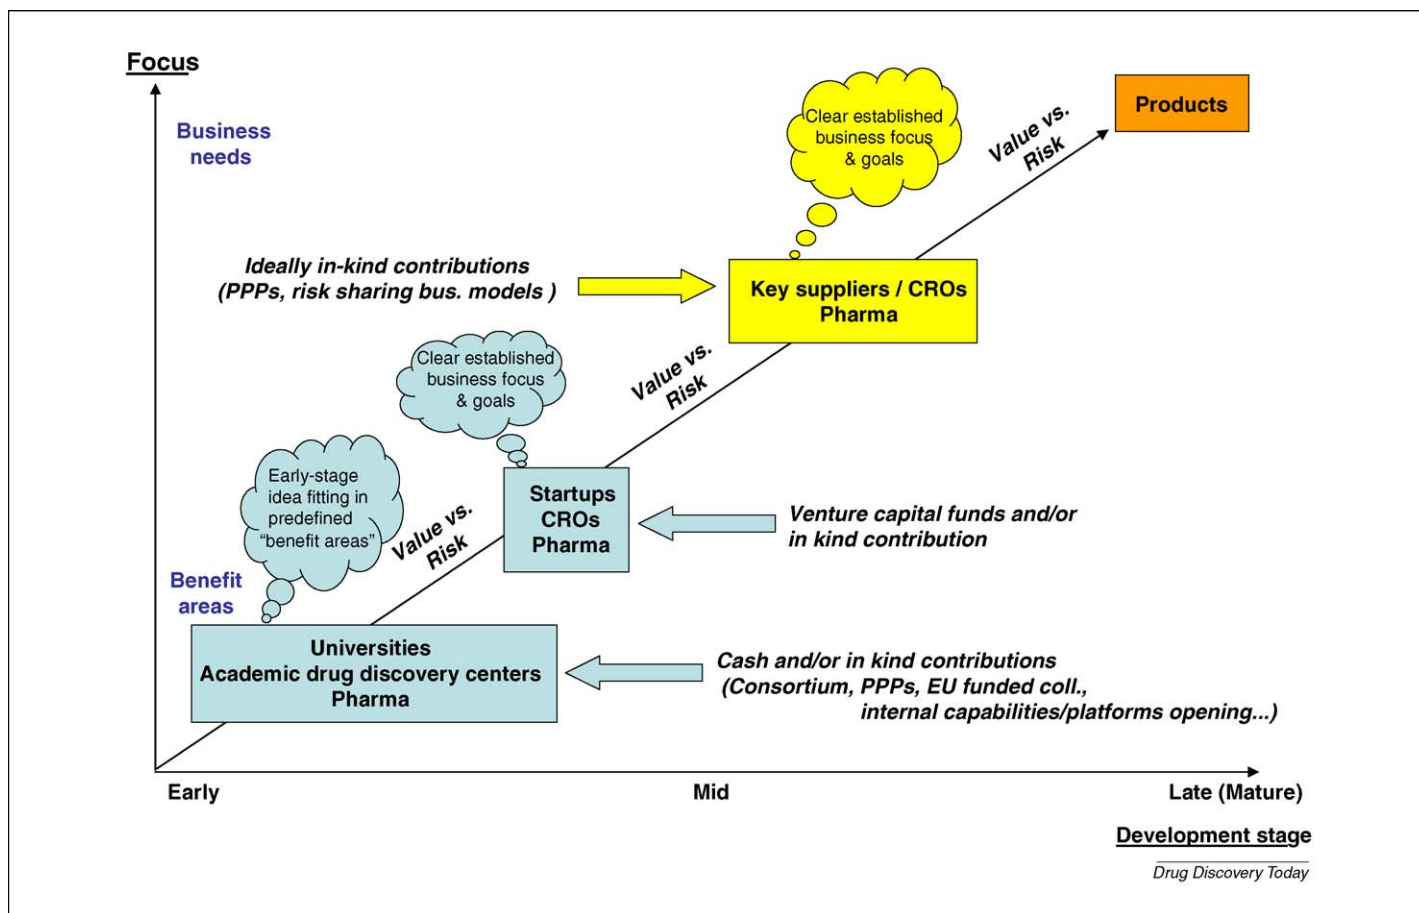 Focus
Business
needs
Clear established
business focus
& goals
Value vs.
Risk
Products
Ideally in-kind contributions
(PPPs, risk sharing bus. models )
Key suppliers / CROs
Pharma
Clear established
business focus
& goals
Value vs.
Risk
Early-stage
idea fitting in
predefined
“benefit areas”
Value vs.
Risk
Startups
CROs
Pharma
Venture capital funds and/or
in kind contribution
Benefit
areas
Universities
Academic drug discovery centers
Pharma
Cash and/or in kind contributions
(Consortium, PPPs, EU funded coll.,
internal capabilities/platforms opening...)
Early
Mid
Late (Mature)
Development stage
Drug Discovery Today